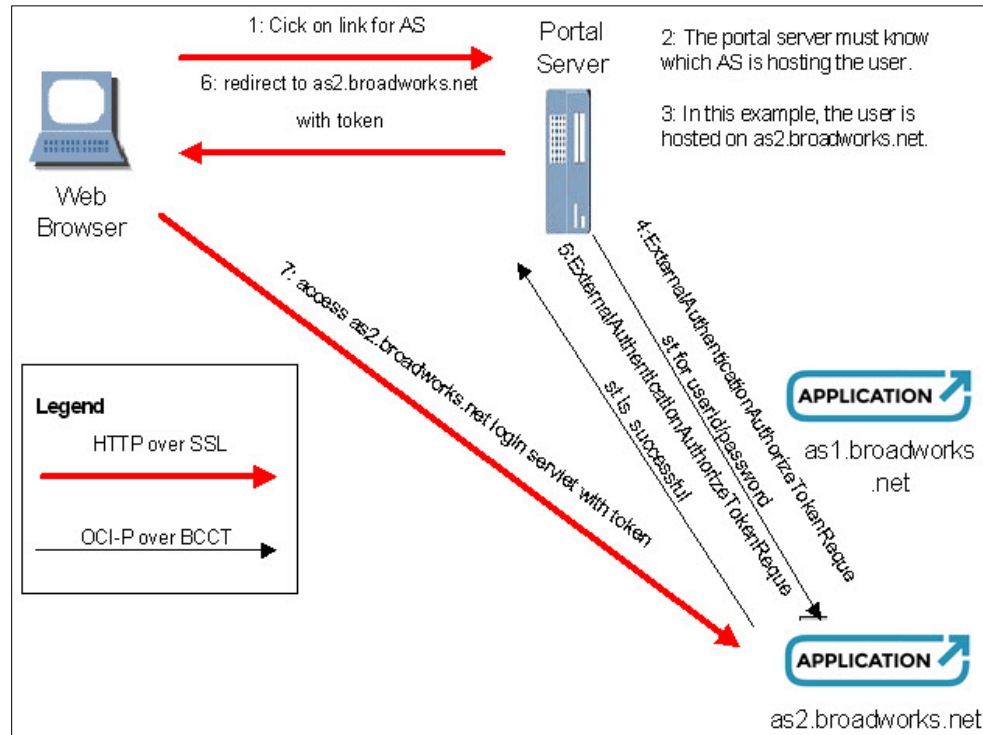 1: Cick on link for AS
6: redirect to as2.broadworks.net
with token
Portal
Server
2: The portal server must know
which AS is hosting the user.
3: In this example, the user is
hosted on as2.broadworks.net.
Web
Browser
4:ExternalAuthenticationAuthorizeTokenReque
st for userid/password
5:ExternalAuthenticationAuthorizeTokenReque
st is successful
7: access as2.broadworks.net login servlet with token
Legend
HTTP over SSL
OCI-P over BCCT
APPLICATION
as1.broadworks
.net
APPLICATION
as2.broadworks.net